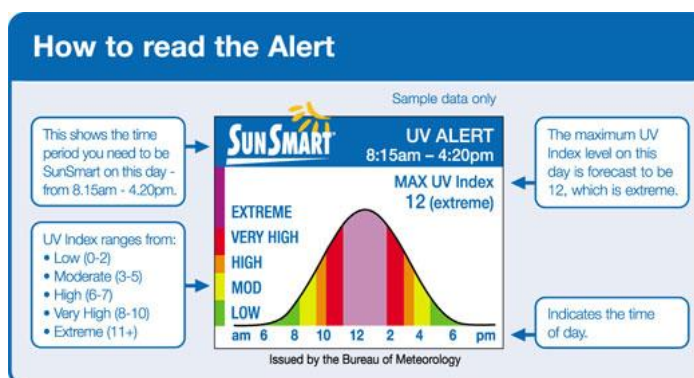 How to read the Alert
Sample data only
This shows the time
period you need to be
SunSmart on this day -
from 8.15am - 4.20pm.
SUNSMART
UV ALERT
8:15am – 4:20pm
The maximum UV
Index level on this
day is forecast to be
12, which is extreme.
MAX UV Index
12 (extreme)
UV Index ranges from:
• Low (0-2)
• Moderate (3-5)
• High (6-7)
• Very High (8-10)
• Extreme (11+)
EXTREME
VERY HIGH
HIGH
MOD
LOW
am 6 8 10 12 2 4 6 pm
Indicates the time
of day.
Issued by the Bureau of Meteorology